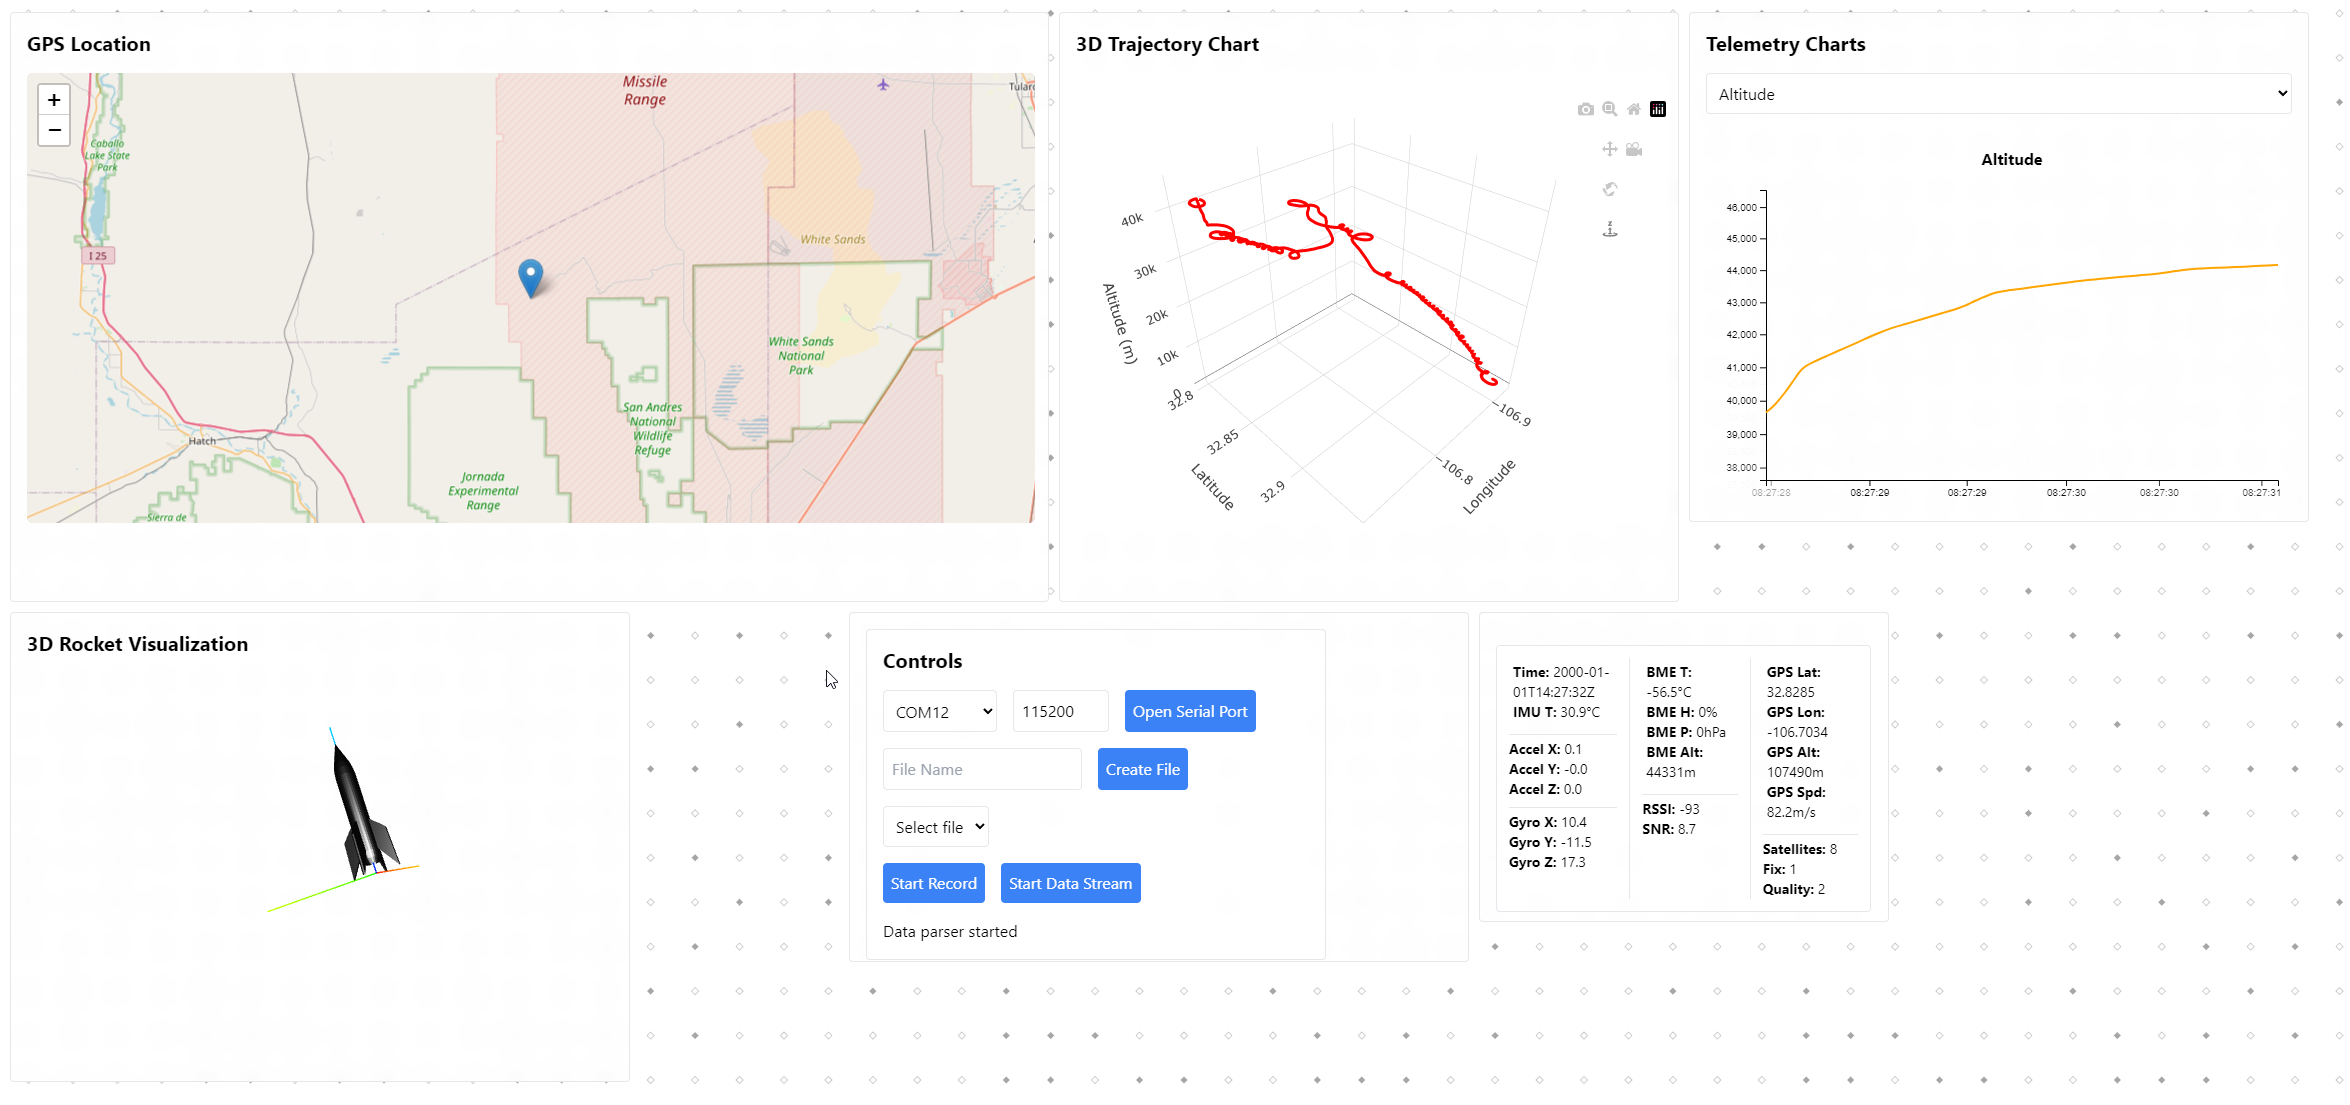 GPS Location
+
−
Missile
Range
Tularo
Caballo
Lake State
Park
I 25
White Sands
White Sands
National
Park
San Andres
National
Wildlife
Refuge
Hatch
Jornada
Experimental
Range
Sierra de
3D Trajectory Chart
40k
30k
20k
10k
0
Altitude (m)
32.8
32.85
32.9
Latitude
−106.9
−106.8
Longitude
Telemetry Charts
Altitude
Altitude
46,000
45,000
44,000
43,000
42,000
41,000
40,000
39,000
38,000
08:27:28
08:27:29
08:27:29
08:27:30
08:27:30
08:27:31
3D Rocket Visualization
Controls
COM12
115200
Open Serial Port
File Name
Create File
Select file
Start Record
Start Data Stream
Data parser started
Time: 2000-01-
01T14:27:32Z
IMU T: 30.9°C
Accel X: 0.1
Accel Y: -0.0
Accel Z: 0.0
Gyro X: 10.4
Gyro Y: -11.5
Gyro Z: 17.3
BME T:
-56.5°C
BME H: 0%
BME P: 0hPa
BME Alt:
44331m
RSSI: -93
SNR: 8.7
GPS Lat:
32.8285
GPS Lon:
-106.7034
GPS Alt:
107490m
GPS Spd:
82.2m/s
Satellites: 8
Fix: 1
Quality: 2